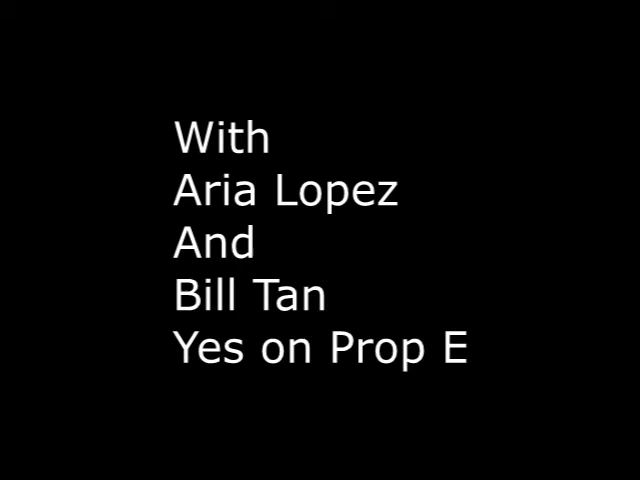 With
Aria Lopez
And
Bill Tan
Yes on Prop E